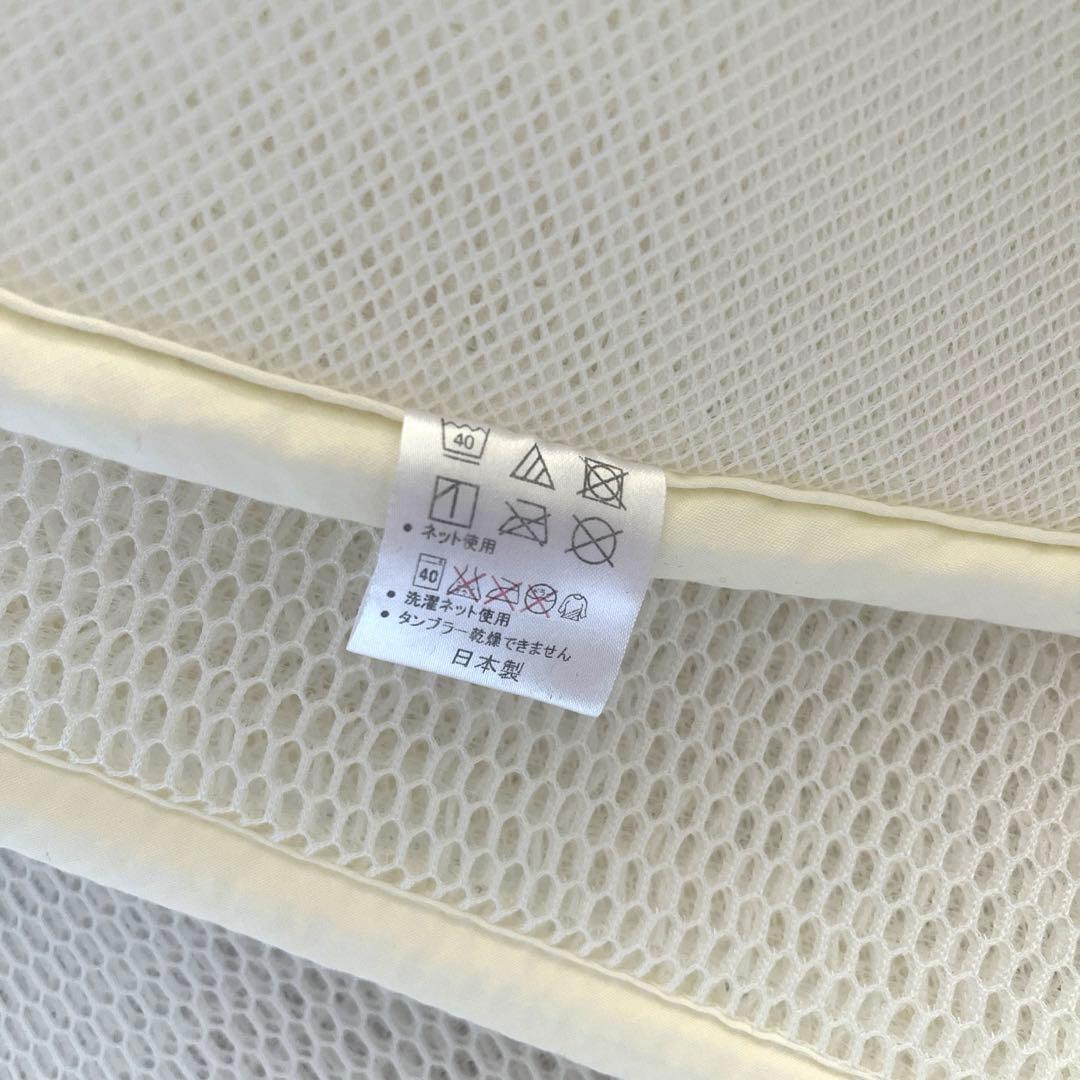 40
• ネット使用
40
• 洗濯ネット使用
• タンブラー乾燥できません
日本製